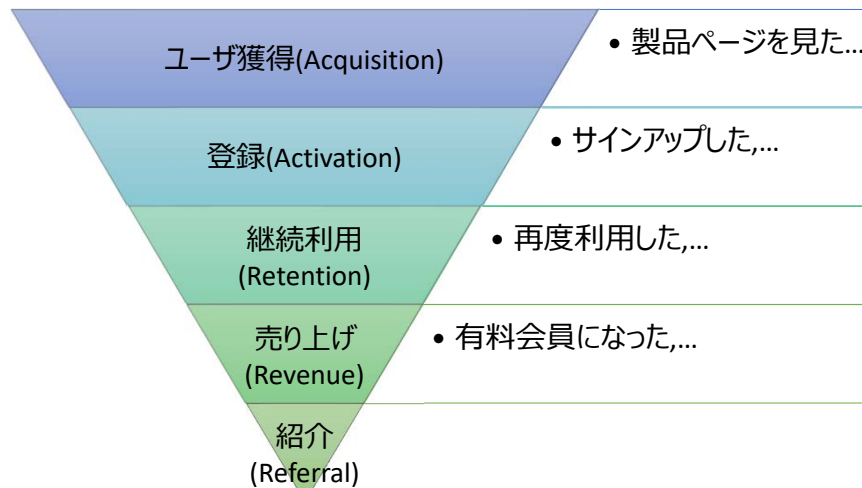 ユーザ獲得(Acquisition)
• 製品ページを見た...
登録(Activation)
• サインアップした,...
継続利用
(Retention)
• 再度利用した,...
売り上げ
(Revenue)
• 有料会員になった,...
紹介
(Referral)